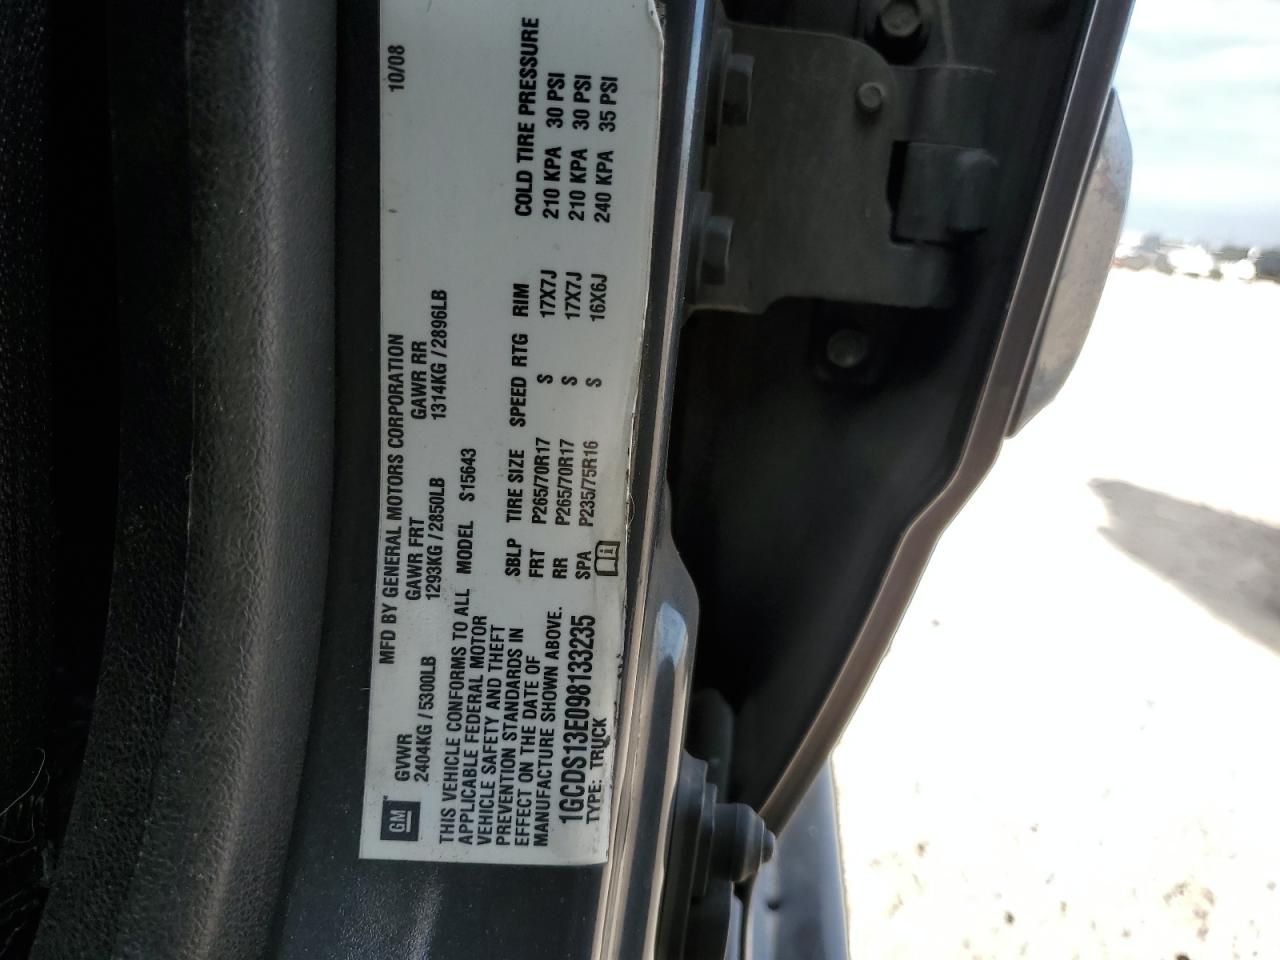 MFD BY GENERAL MOTORS CORPORATION 10/08
GM GVWR GAWR FRT GAWR RR
2404KG / 5300LB 1293KG / 2850LB 1314KG / 2896LB
THIS VEHICLE CONFORMS TO ALL MODEL S15643
APPLICABLE FEDERAL MOTOR
VEHICLE SAFETY AND THEFT
PREVENTION STANDARDS IN
EFFECT ON THE DATE OF
MANUFACTURE SHOWN ABOVE.
SBLP TIRE SIZE SPEED RTG RIM COLD TIRE PRESSURE
FRT P265/70R17 S 17X7J 210 KPA 30 PSI
RR P265/70R17 S 17X7J 210 KPA 30 PSI
SPA P235/75R16 S 16X6J 240 KPA 35 PSI
1GCDS13E098133235
TYPE: TRUCK